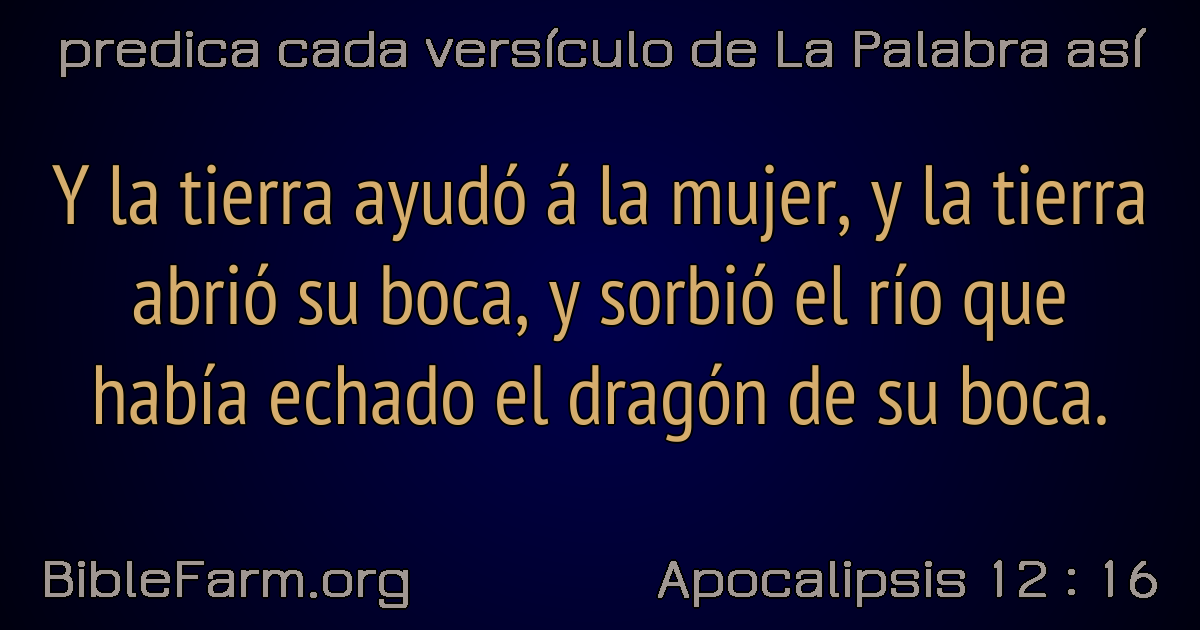 predica cada versículo de La Palabra así
Y la tierra ayudó á la mujer, y la tierra
abrió su boca, y sorbió el río que
había echado el dragón de su boca.
BibleFarm.org
Apocalipsis 12 : 16